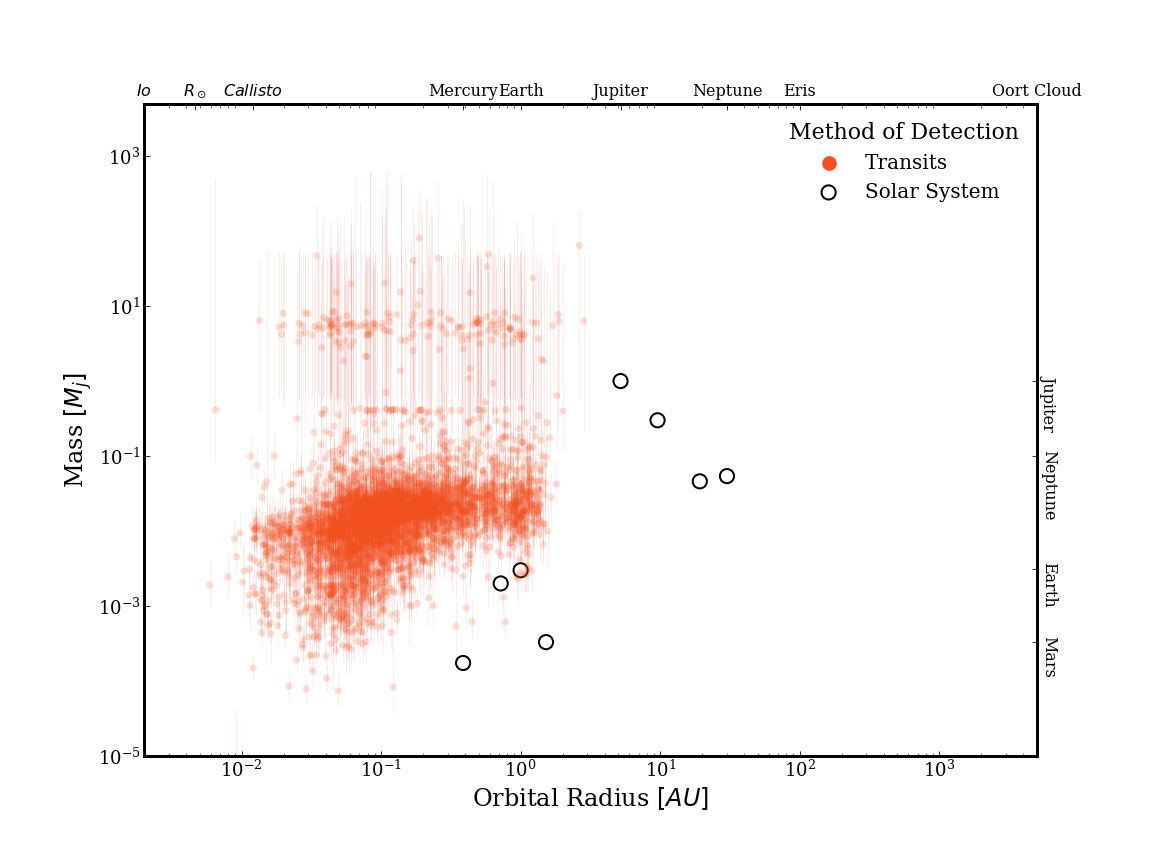 Io R⊙ Callisto Mercury Earth Jupiter Neptune Eris Oort Cloud
Method of Detection
Transits
Solar System
10³
10¹
10⁻¹
10⁻³
10⁻⁵
Mass [Mⱼ]
Jupiter
Neptune
Earth
Mars
10⁻² 10⁻¹ 10⁰ 10¹ 10² 10³
Orbital Radius [AU]